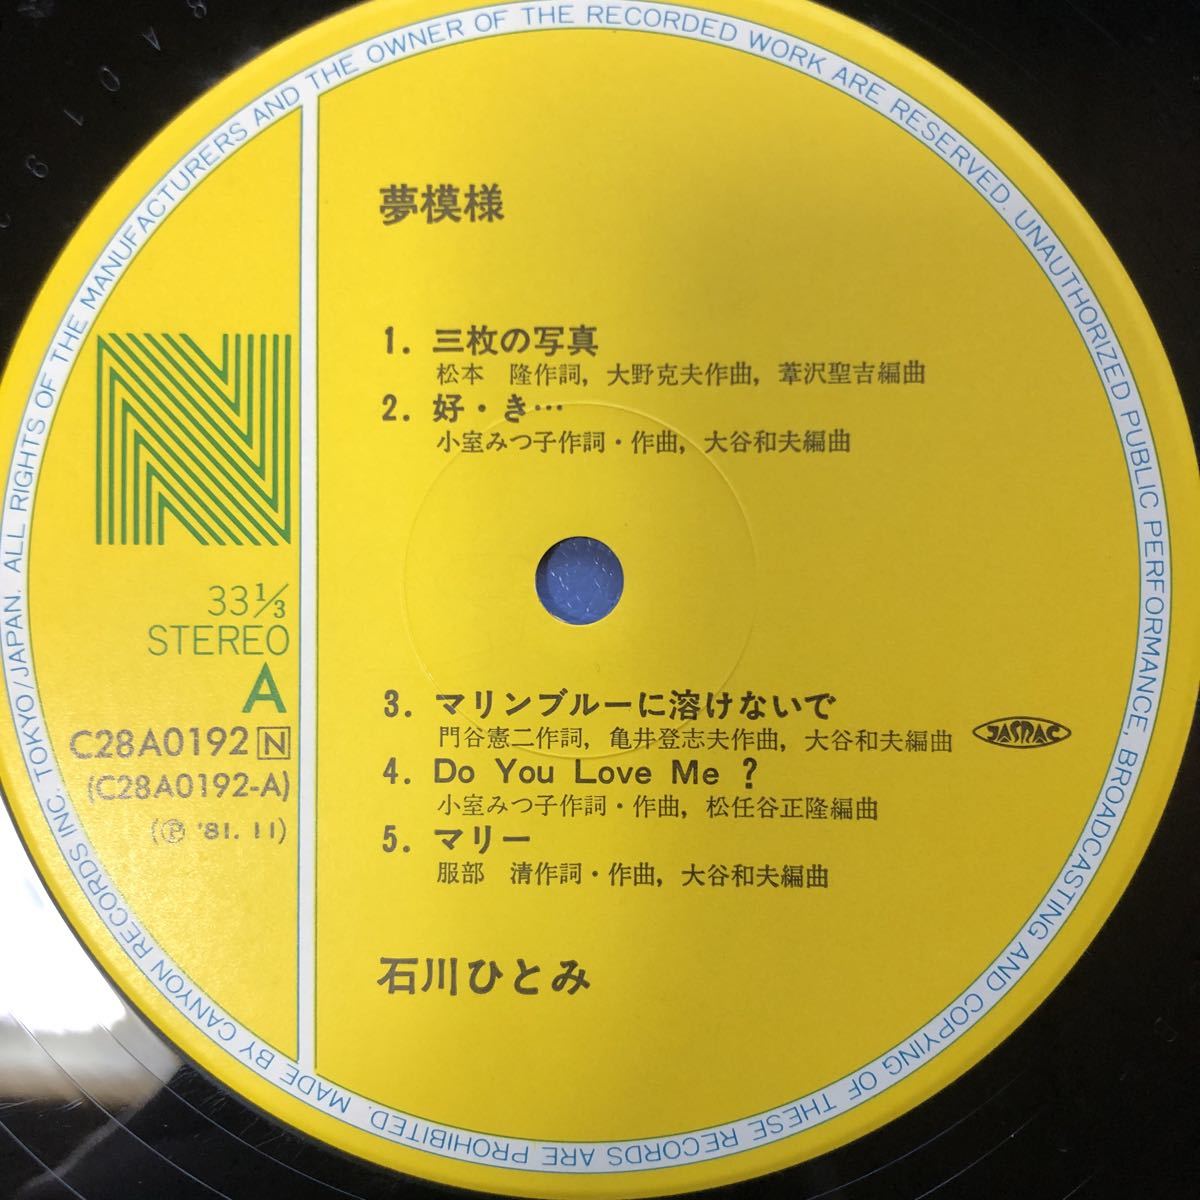 ALL RIGHTS OF THE MANUFACTURERS AND THE OWNER OF THE RECORDED WORK ARE RESERVED. UNAUTHORIZED PUBLIC PERFORMANCE, BROADCASTING AND COPYING OF THESE RECORDS ARE PROHIBITED. MADE BY CANYON RECORDS INC. TOKYO/JAPAN.
夢模様
1. 三枚の写真
松本 隆作詞, 大野克夫作曲, 葦沢聖吉編曲
2. 好・き…
小室みつ子作詞・作曲, 大谷和夫編曲
3. マリンブルーに溶けないで
門谷憲二作詞, 亀井登志夫作曲, 大谷和夫編曲
JASRAC
4. Do You Love Me ?
小室みつ子作詞・作曲, 松任谷正隆編曲
5. マリー
服部 清作詞・作曲, 大谷和夫編曲
石川ひとみ
N
33⅓
STEREO
A
C28A0192 N
(C28A0192-A)
(Ⓟ '81. 11)